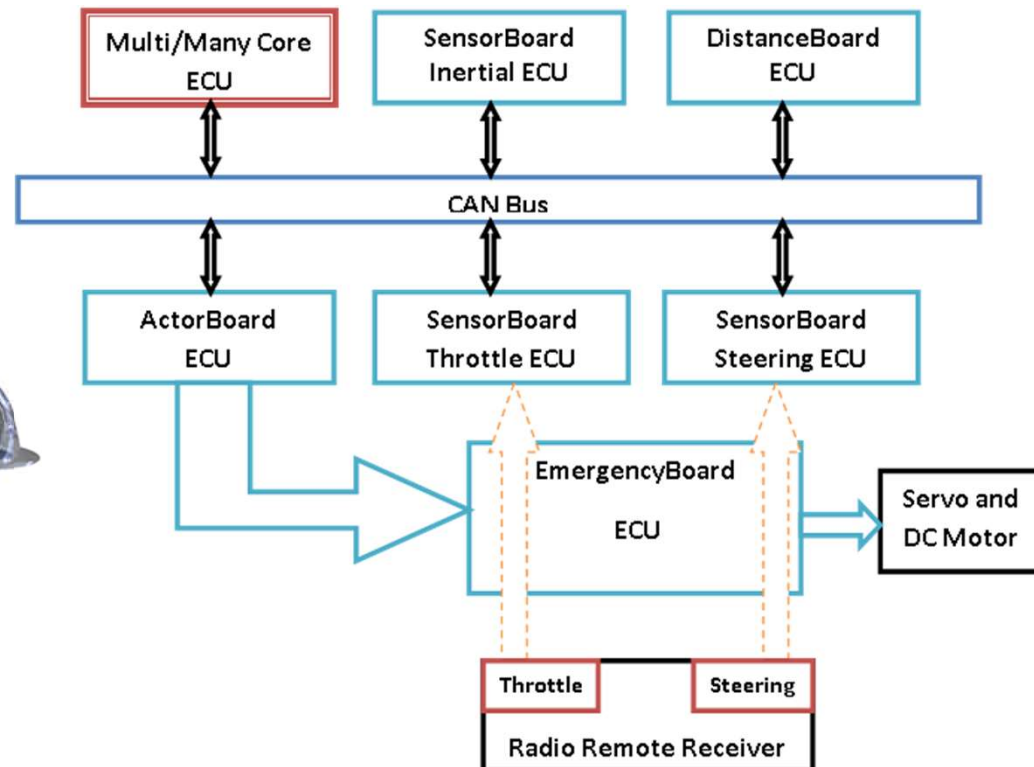 Multi/Many Core
ECU
SensorBoard
Inertial ECU
DistanceBoard
ECU
CAN Bus
ActorBoard
ECU
SensorBoard
Throttle ECU
SensorBoard
Steering ECU
EmergencyBoard
ECU
Servo and
DC Motor
Throttle
Steering
Radio Remote Receiver